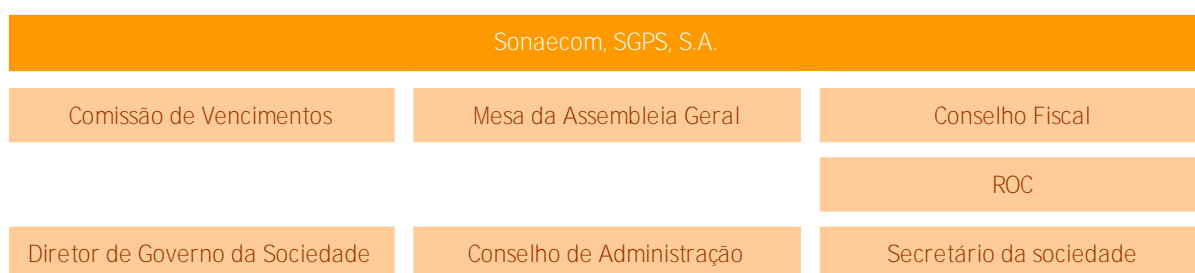 Sonaecom, SGPS, S.A.
Comissão de Vencimentos
Mesa da Assembleia Geral
Conselho Fiscal
ROC
Diretor de Governo da Sociedade
Conselho de Administração
Secretário da sociedade